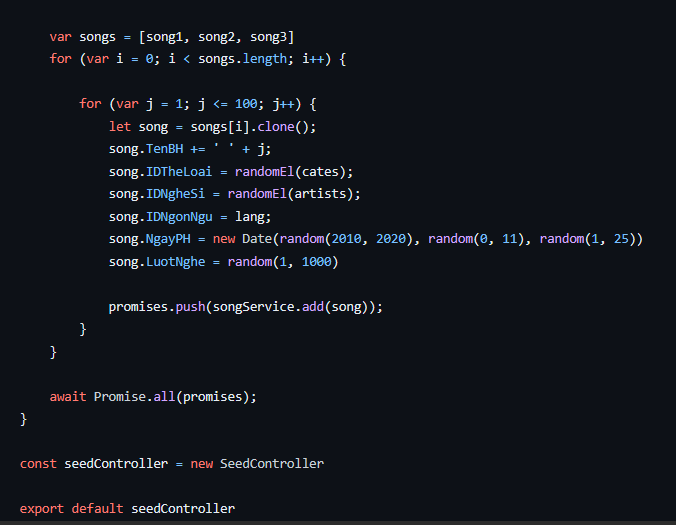 var songs = [song1, song2, song3]
for (var i = 0; i < songs.length; i++) {
for (var j = 1; j <= 100; j++) {
let song = songs[i].clone();
song.TenBH += ' ' + j;
song.IDTheLoai = randomEl(cates);
song.IDNgheSi = randomEl(artists);
song.IDNgonNgu = lang;
song.NgayPH = new Date(random(2010, 2020), random(0, 11), random(1, 25))
song.LuotNghe = random(1, 1000)
promises.push(songService.add(song));
}
}
await Promise.all(promises);
}
const seedController = new SeedController
export default seedController